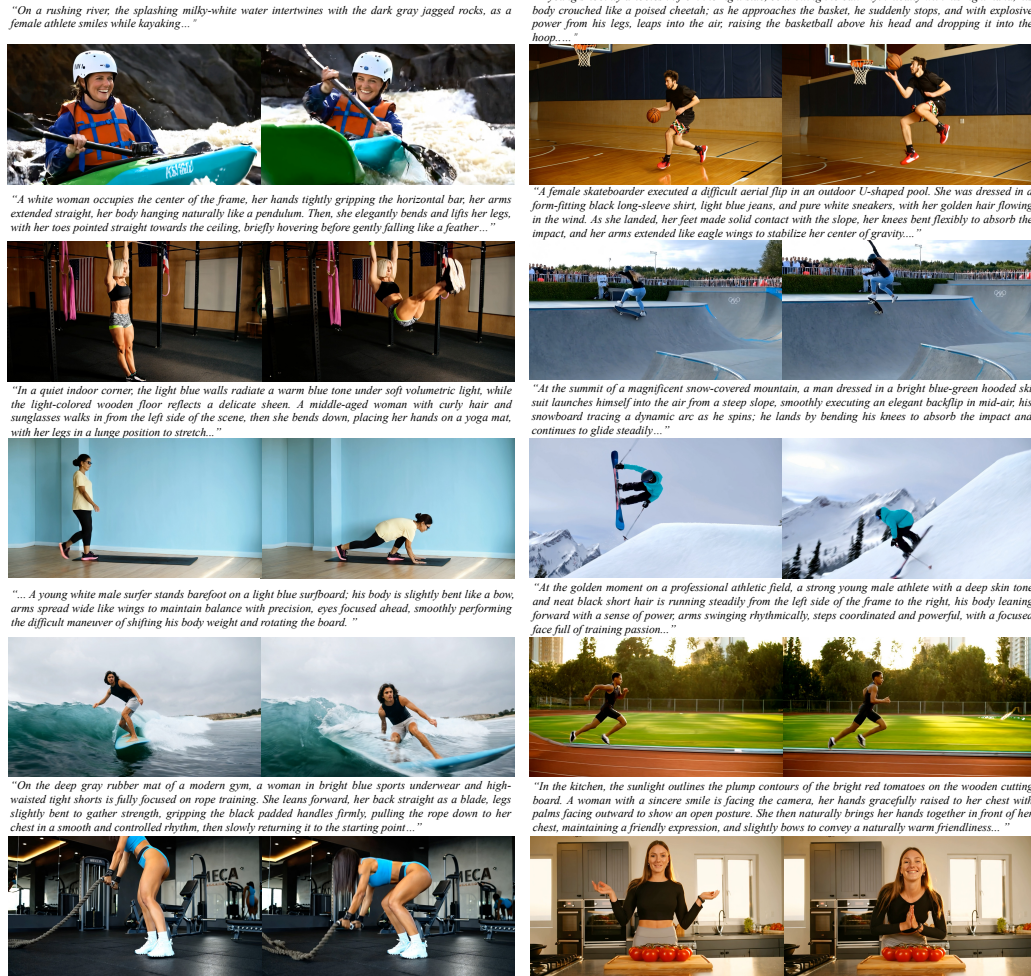 "On a rushing river, the splashing milky-white water intertwines with the dark gray jagged rocks, as a
female athlete smiles while kayaking…"
"A white woman occupies the center of the frame, her hands tightly gripping the horizontal bar, her arms
extended straight, her body hanging naturally like a pendulum. Then, she elegantly bends and lifts her legs,
with her toes pointed straight towards the ceiling, briefly hovering before gently falling like a feather…"
"In a quiet indoor corner, the light blue walls radiate a warm blue tone under soft volumetric light, while
the light-colored wooden floor reflects a delicate sheen. A middle-aged woman with curly hair and
sunglasses walks in from the left side of the scene, then she bends down, placing her hands on a yoga mat,
with her legs in a lunge position to stretch..."
"... A young white male surfer stands barefoot on a light blue surfboard; his body is slightly bent like a bow,
arms spread wide like wings to maintain balance with precision, eyes focused ahead, smoothly performing
the difficult maneuver of shifting his body weight and rotating the board. "
"On the deep gray rubber mat of a modern gym, a woman in bright blue sports underwear and high-
waisted tight shorts is fully focused on rope training. She leans forward, her back straight as a blade, legs
slightly bent to gather strength, gripping the black padded handles firmly, pulling the rope down to her
chest in a smooth and controlled rhythm, then slowly returning it to the starting point…"
MECA
body crouched like a poised cheetah; as he approaches the basket, he suddenly stops, and with explosive
power from his legs, leaps into the air, raising the basketball above his head and dropping it into the
hoop..…"
"A female skateboarder executed a difficult aerial flip in an outdoor U-shaped pool. She was dressed in a
form-fitting black long-sleeve shirt, light blue jeans, and pure white sneakers, with her golden hair flowing
in the wind. As she landed, her feet made solid contact with the slope, her knees bent flexibly to absorb the
impact, and her arms extended like eagle wings to stabilize her center of gravity...."
"At the summit of a magnificent snow-covered mountain, a man dressed in a bright blue-green hooded ski
suit launches himself into the air from a steep slope, smoothly executing an elegant backflip in mid-air, his
snowboard tracing a dynamic arc as he spins; he lands by bending his knees to absorb the impact and
continues to glide steadily…"
"At the golden moment on a professional athletic field, a strong young male athlete with a deep skin tone
and neat black short hair is running steadily from the left side of the frame to the right, his body leaning
forward with a sense of power, arms swinging rhythmically, steps coordinated and powerful, with a focused
face full of training passion..."
"In the kitchen, the sunlight outlines the plump contours of the bright red tomatoes on the wooden cutting
board. A woman with a sincere smile is facing the camera, her hands gracefully raised to her chest with
palms facing outward to show an open posture. She then naturally brings her hands together in front of her
chest, maintaining a friendly expression, and slightly bows to convey a naturally warm friendliness... "